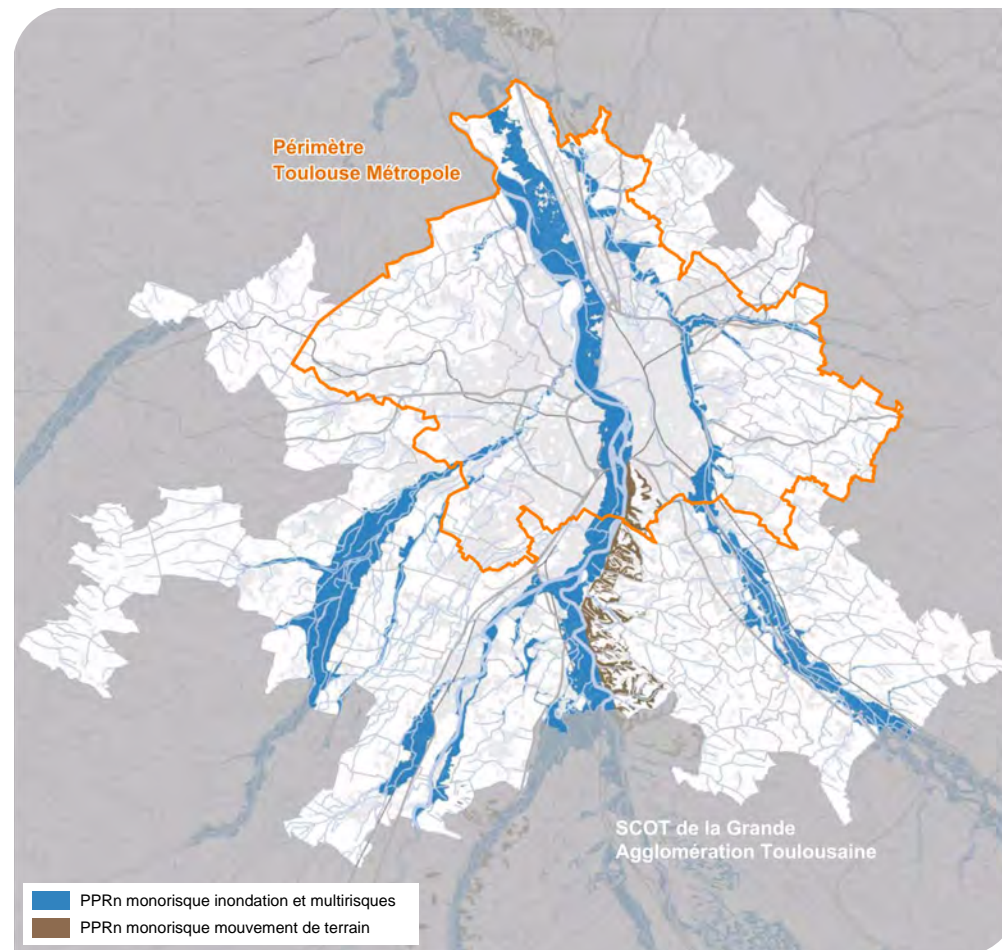 Périmètre
Toulouse Métropole
SCOT de la Grande
Agglomération Toulousaine
PPRn monorisque inondation et multirisques
PPRn monorisque mouvement de terrain